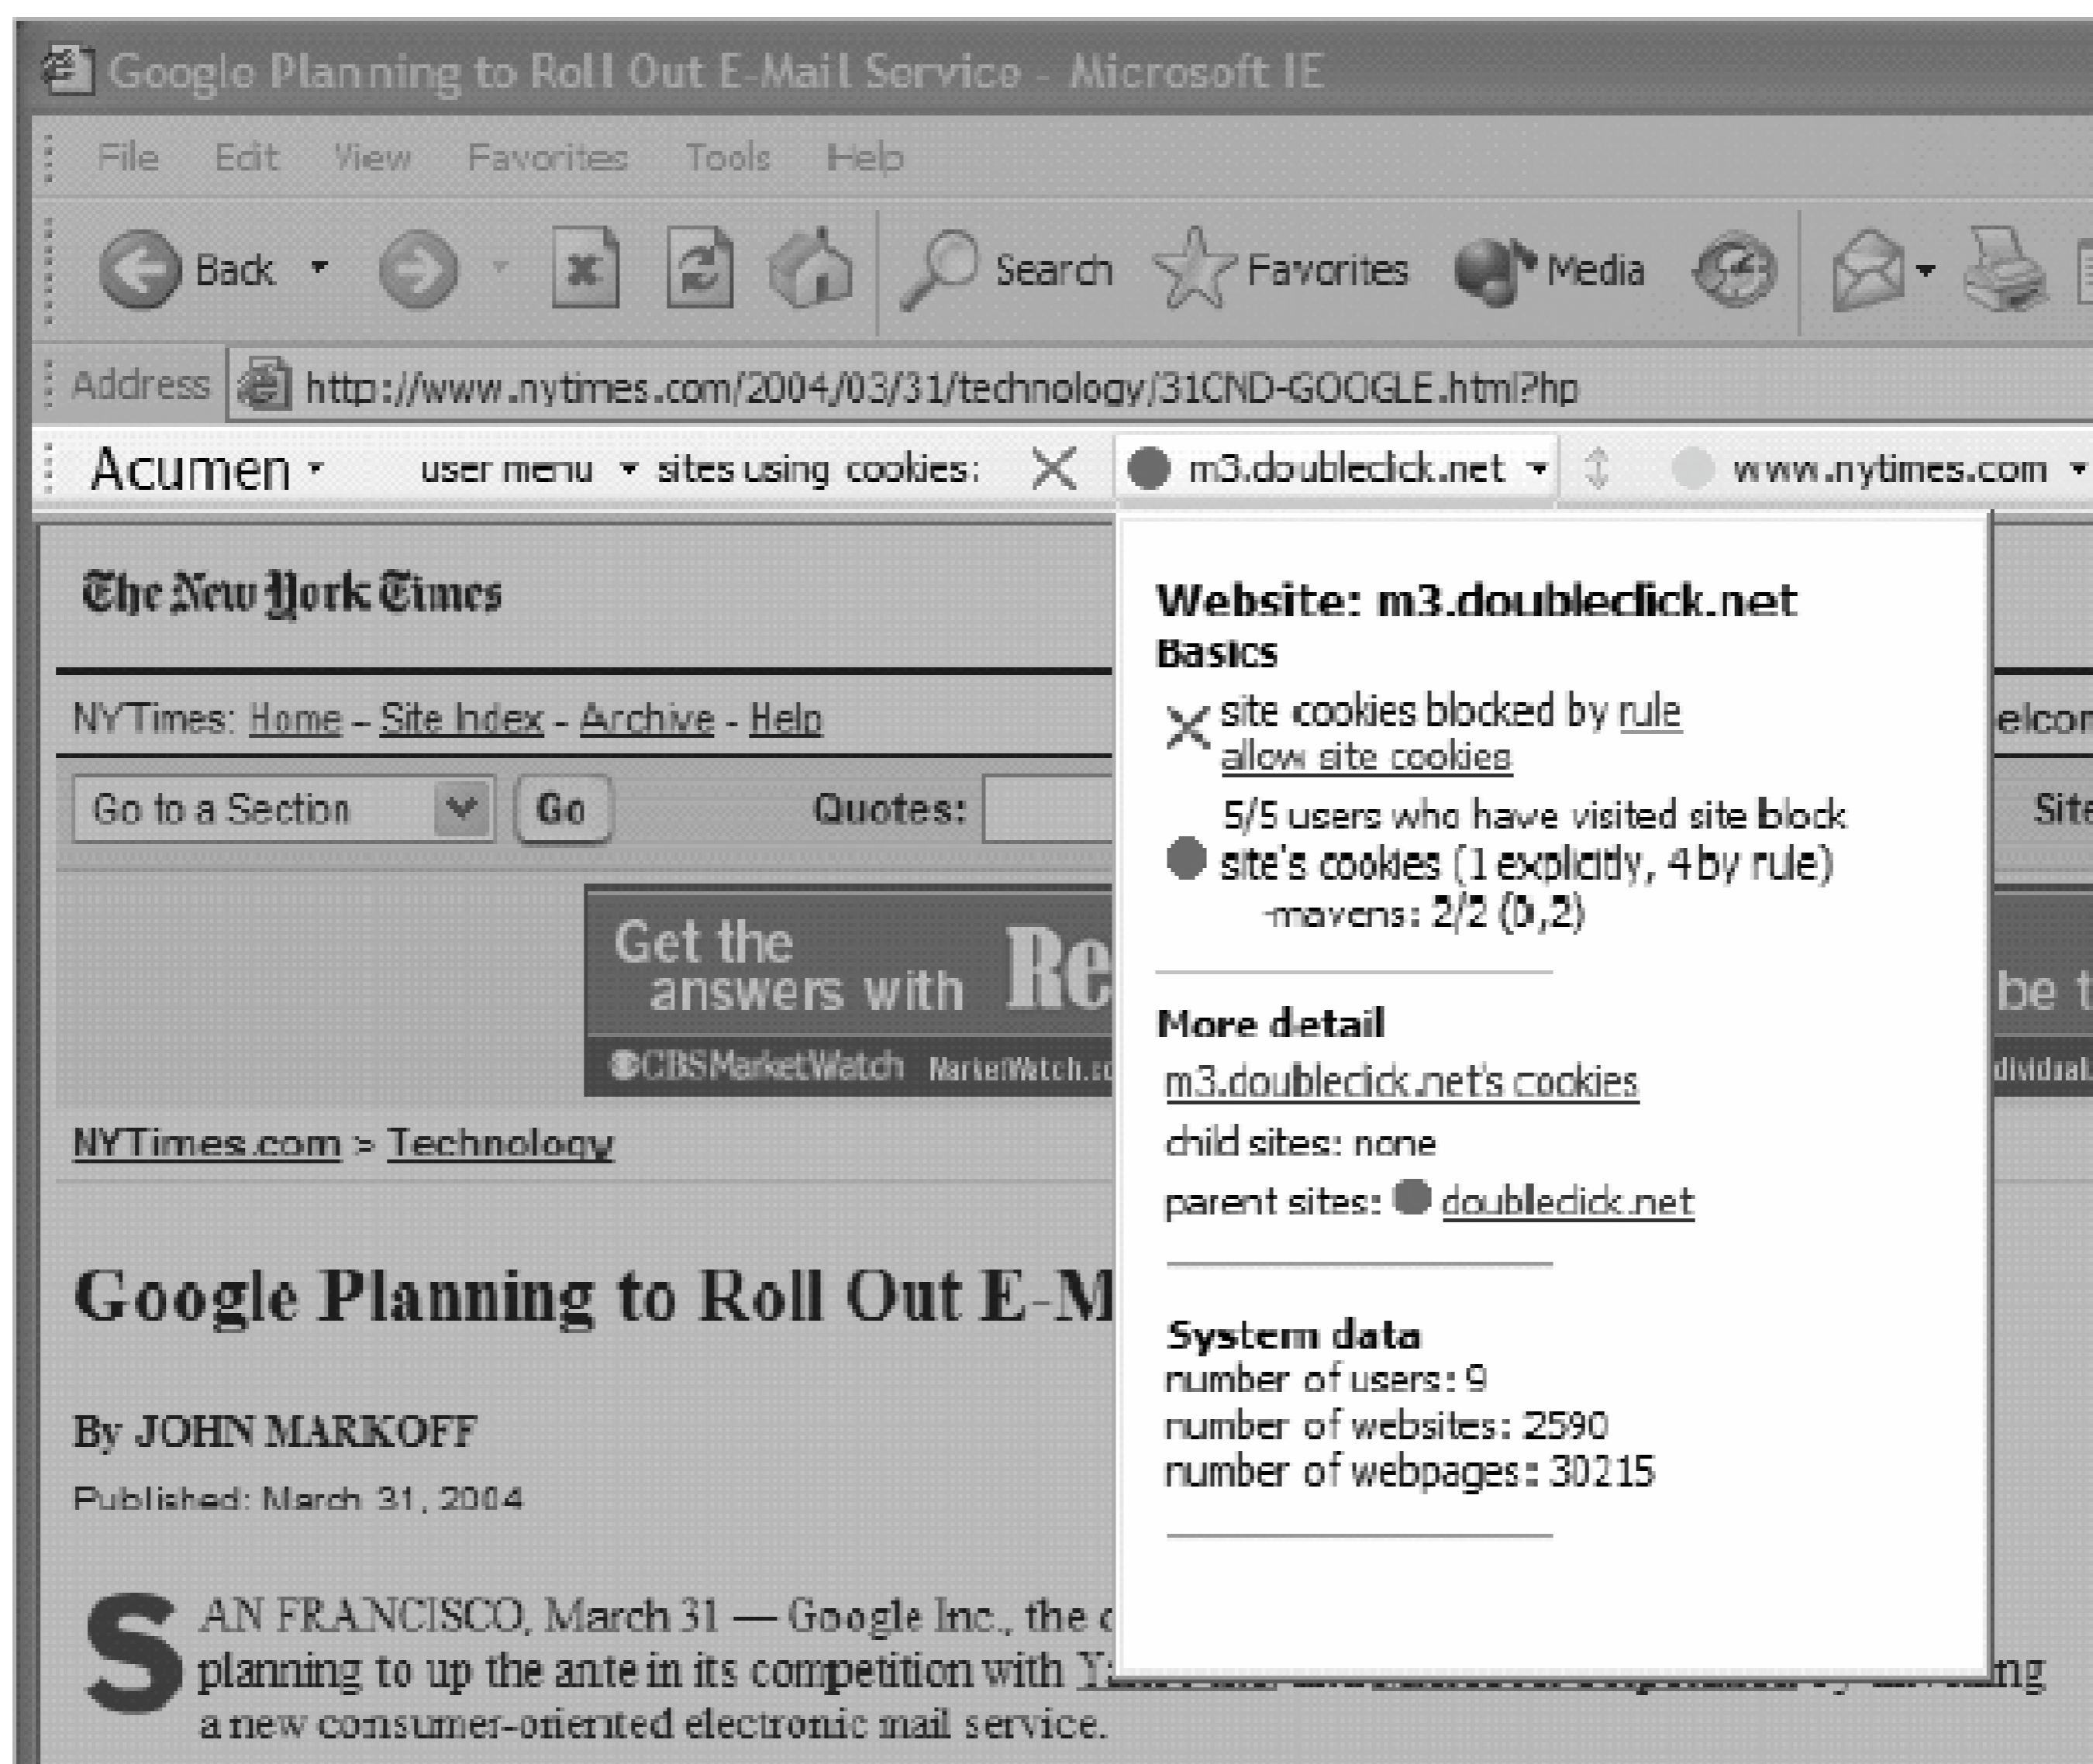 Google Planning to Roll Out E-Mail Service - Microsoft IE
File Edit View Favorites Tools Help
Back Search Favorites Media
Address http://www.nytimes.com/2004/03/31/technology/31CND-GOOGLE.html?hp
Acumen user menu sites using cookies: m3.doubleclick.net www.nytimes.com
The New York Times
NYTimes: Home - Site Index - Archive - Help
Go to a Section Go Quotes:
Get the
answers with
CBSMarketWatch
be
NYTimes.com > Technology
Google Planning to Roll Out E-M
By JOHN MARKOFF
Published: March 31, 2004
SAN FRANCISCO, March 31 — Google Inc., the
planning to up the ante in its competition with
a new consumer-oriented electronic mail service.
Website: m3.doubleclick.net
Basics
site cookies blocked by rule
allow site cookies
5/5 users who have visited site block
site's cookies (1 explicitly, 4 by rule)
-mavens: 2/2 (0,2)
More detail
m3.doubleclick.net's cookies
child sites: none
parent sites: doubleclick.net
System data
number of users: 9
number of websites: 2590
number of webpages: 30215